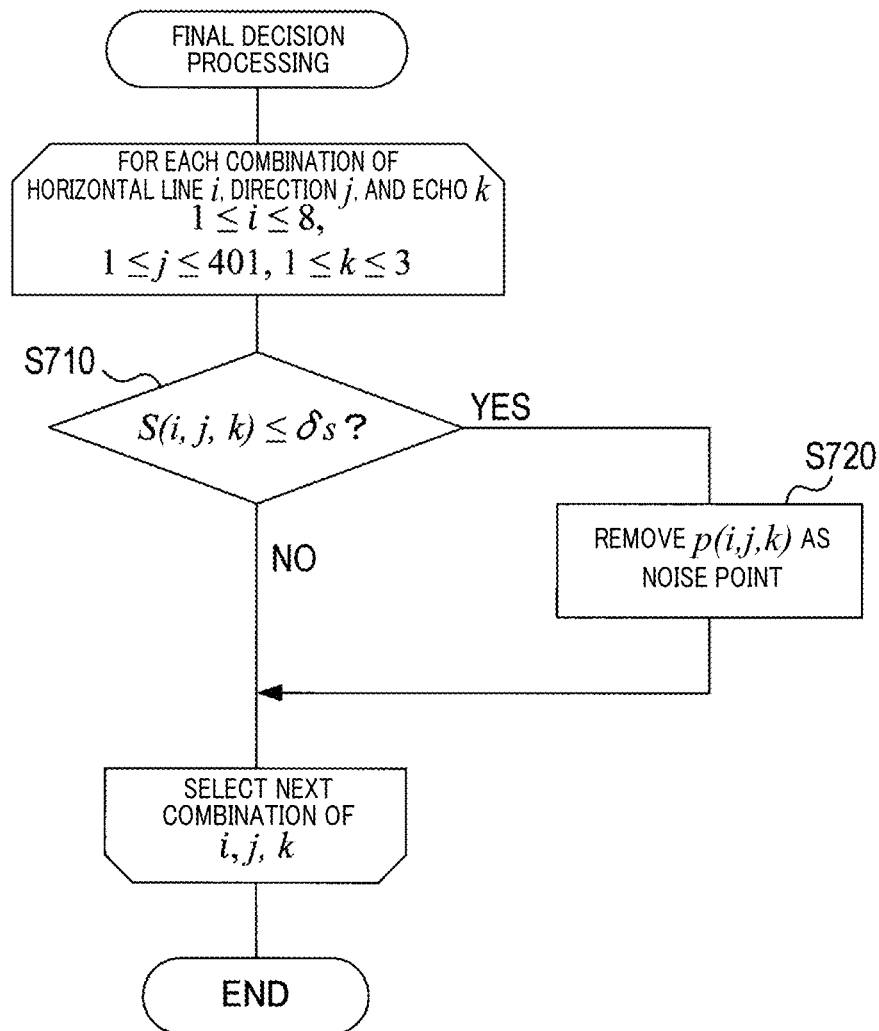 FINAL DECISION
PROCESSING
FOR EACH COMBINATION OF
HORIZONTAL LINE i, DIRECTION j, AND ECHO k
1 ≤ i ≤ 8,
1 ≤ j ≤ 401, 1 ≤ k ≤ 3
S710
S(i, j, k) ≤ δs ?
YES
S720
REMOVE p(i,j,k) AS
NOISE POINT
NO
SELECT NEXT
COMBINATION OF
i, j, k
END